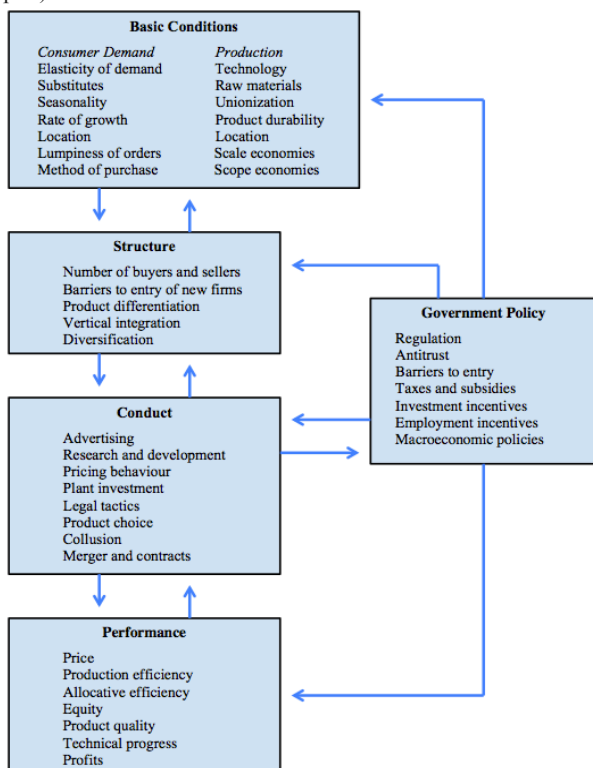 Basic Conditions
Consumer Demand Production
Elasticity of demand Technology
Substitutes Raw materials
Seasonality Unionization
Rate of growth Product durability
Location Location
Lumpiness of orders Scale economies
Method of purchase Scope economies
Structure
Number of buyers and sellers
Barriers to entry of new firms
Product differentiation
Vertical integration
Diversification
Government Policy
Regulation
Antitrust
Barriers to entry
Taxes and subsidies
Investment incentives
Employment incentives
Macroeconomic policies
Conduct
Advertising
Research and development
Pricing behaviour
Plant investment
Legal tactics
Product choice
Collusion
Merger and contracts
Performance
Price
Production efficiency
Allocative efficiency
Equity
Product quality
Technical progress
Profits